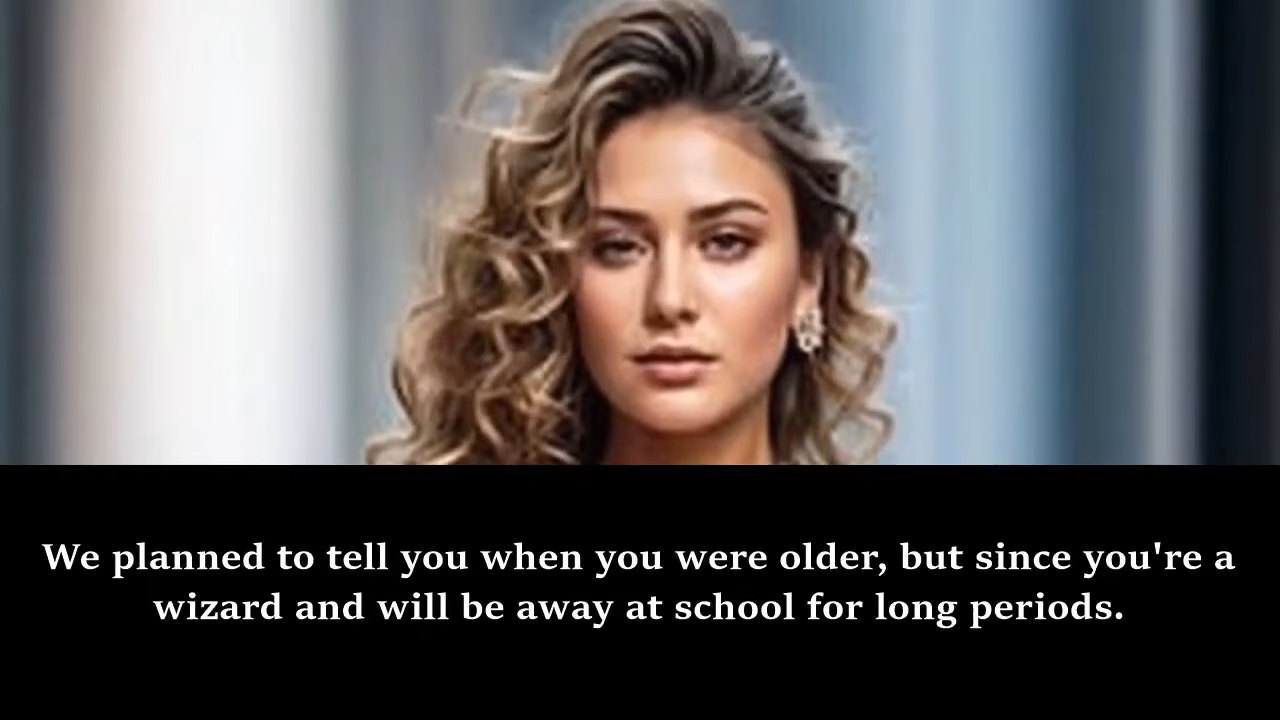 We planned to tell you when you were older, but since you're a
wizard and will be away at school for long periods.